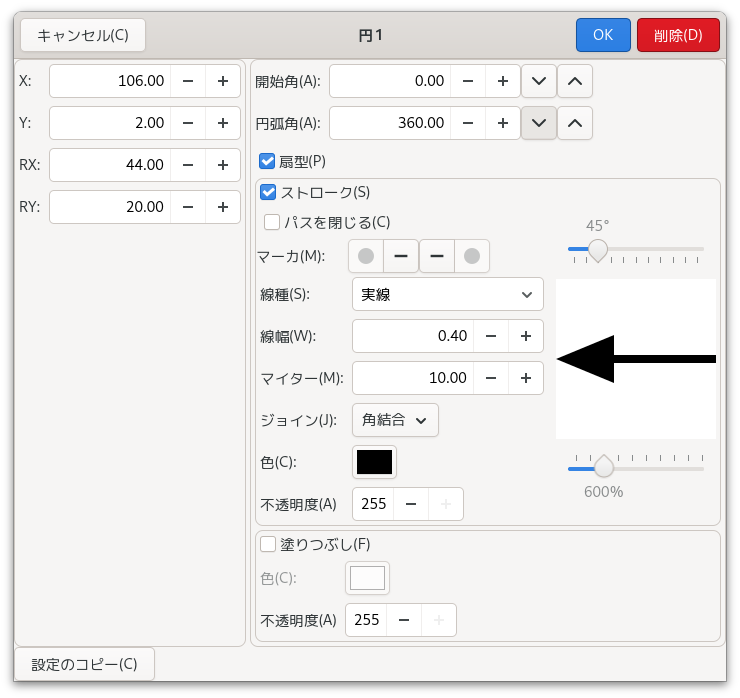 キャンセル(C) 円1 OK 削除(D)
X: 106.00
Y: 2.00
RX: 44.00
RY: 20.00
開始角(A): 0.00
円弧角(A): 360.00
扇型(P)
ストローク(S)
パスを閉じる(C)
マーカ(M):
線種(S): 実線
線幅(W): 0.40
マイター(M): 10.00
ジョイン(J): 角結合
色(C):
不透明度(A) 255
45°
600%
塗りつぶし(F)
色(C):
不透明度(A) 255
設定のコピー(C)